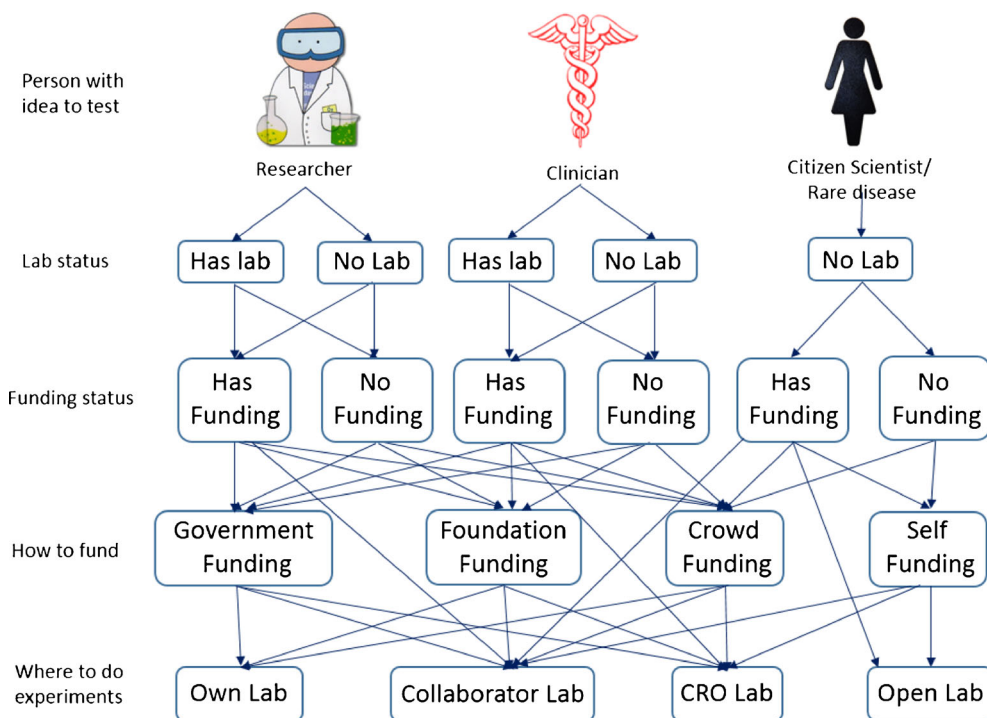 Person with
idea to test
Researcher
Clinician
Citizen Scientist/
Rare disease
Lab status
Has lab
No Lab
Has lab
No Lab
No Lab
Funding status
Has
Funding
No
Funding
Has
Funding
No
Funding
Has
Funding
No
Funding
How to fund
Government
Funding
Foundation
Funding
Crowd
Funding
Self
Funding
Where to do
experiments
Own Lab
Collaborator Lab
CRO Lab
Open Lab